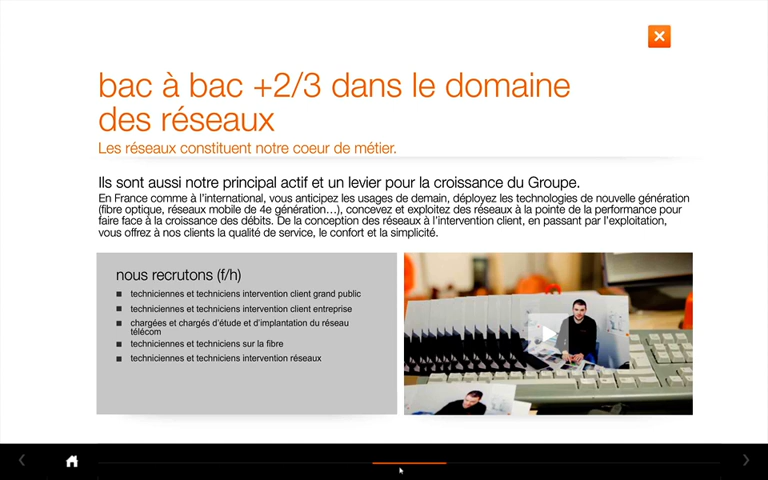 bac à bac +2/3 dans le domaine
des réseaux
Les réseaux constituent notre coeur de métier.
Ils sont aussi notre principal actif et un levier pour la croissance du Groupe.
En France comme à l'international, vous anticipez les usages de demain, déployez les technologies de nouvelle génération
(fibre optique, réseaux mobile de 4e génération…), concevez et exploitez des réseaux à la pointe de la performance pour
faire face à la croissance des débits. De la conception des réseaux à l'intervention client, en passant par l'exploitation,
vous offrez à nos clients la qualité de service, le confort et la simplicité.
nous recrutons (f/h)
techniciennes et techniciens intervention client grand public
techniciennes et techniciens intervention client entreprise
chargées et chargés d'étude et d'implantation du réseau
télécom
techniciennes et techniciens sur la fibre
techniciennes et techniciens intervention réseaux